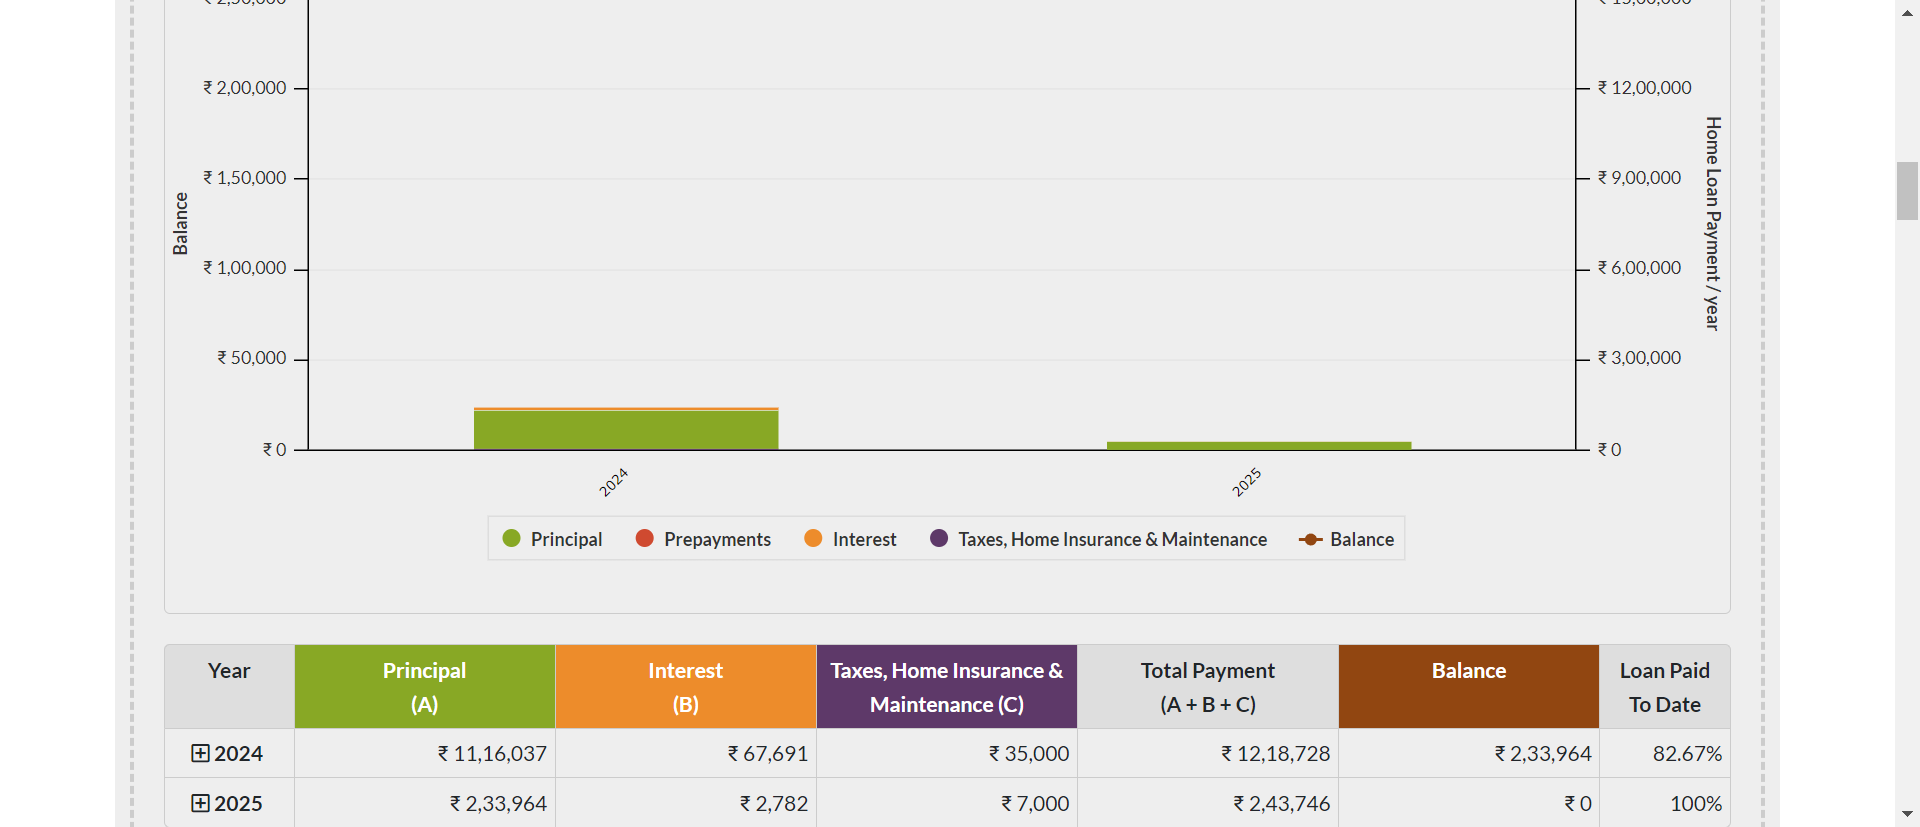 ₹ 2,50,000
₹ 15,00,000
₹ 2,00,000
₹ 12,00,000
₹ 1,50,000
₹ 9,00,000
₹ 1,00,000
₹ 6,00,000
₹ 50,000
₹ 3,00,000
₹ 0
₹ 0
Balance
Home Loan Payment / year
2024
2025
Principal Prepayments Interest Taxes, Home Insurance & Maintenance Balance
Year Principal Interest Taxes, Home Insurance & Total Payment Balance Loan Paid
(A) (B) Maintenance (C) (A + B + C) To Date
2024 ₹ 11,16,037 ₹ 67,691 ₹ 35,000 ₹ 12,18,728 ₹ 2,33,964 82.67%
2025 ₹ 2,33,964 ₹ 2,782 ₹ 7,000 ₹ 2,43,746 ₹ 0 100%